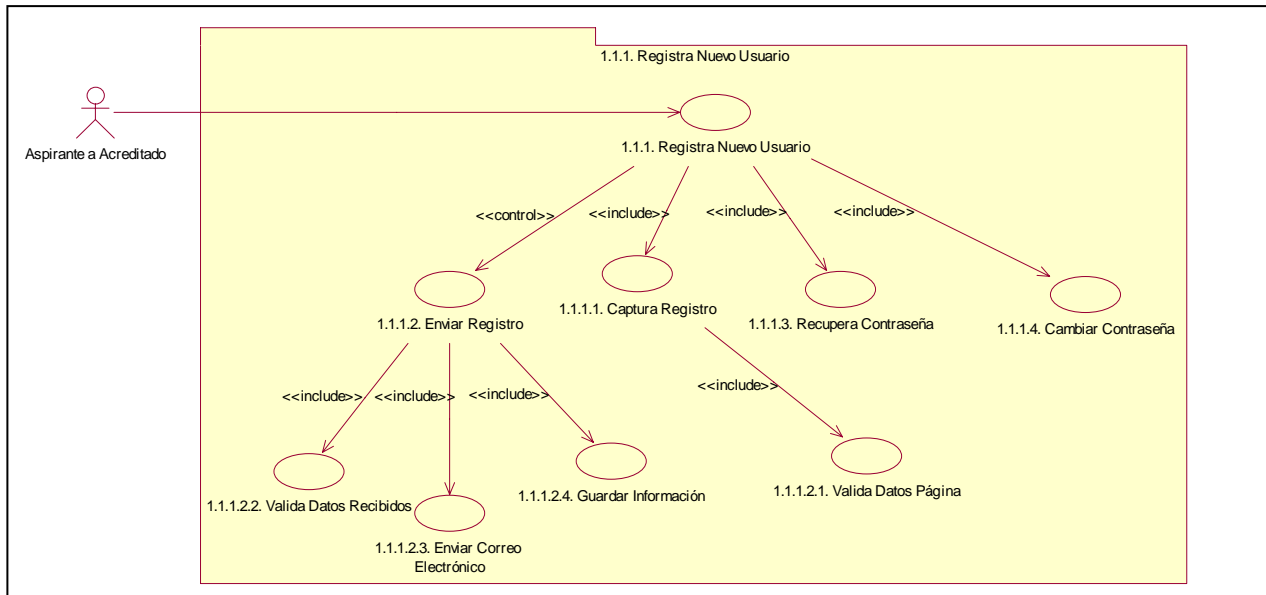 1.1.1. Registra Nuevo Usuario
Aspirante a Acreditado
1.1.1. Registra Nuevo Usuario
<<control>>
<<include>>
<<include>>
<<include>>
1.1.1.2. Enviar Registro
1.1.1.1. Captura Registro
1.1.1.3. Recupera Contraseña
1.1.1.4. Cambiar Contraseña
<<include>>
<<include>>
<<include>>
<<include>>
1.1.1.2.2. Valida Datos Recibidos
1.1.1.2.3. Enviar Correo
Electrónico
1.1.1.2.4. Guardar Información
1.1.1.2.1. Valida Datos Página